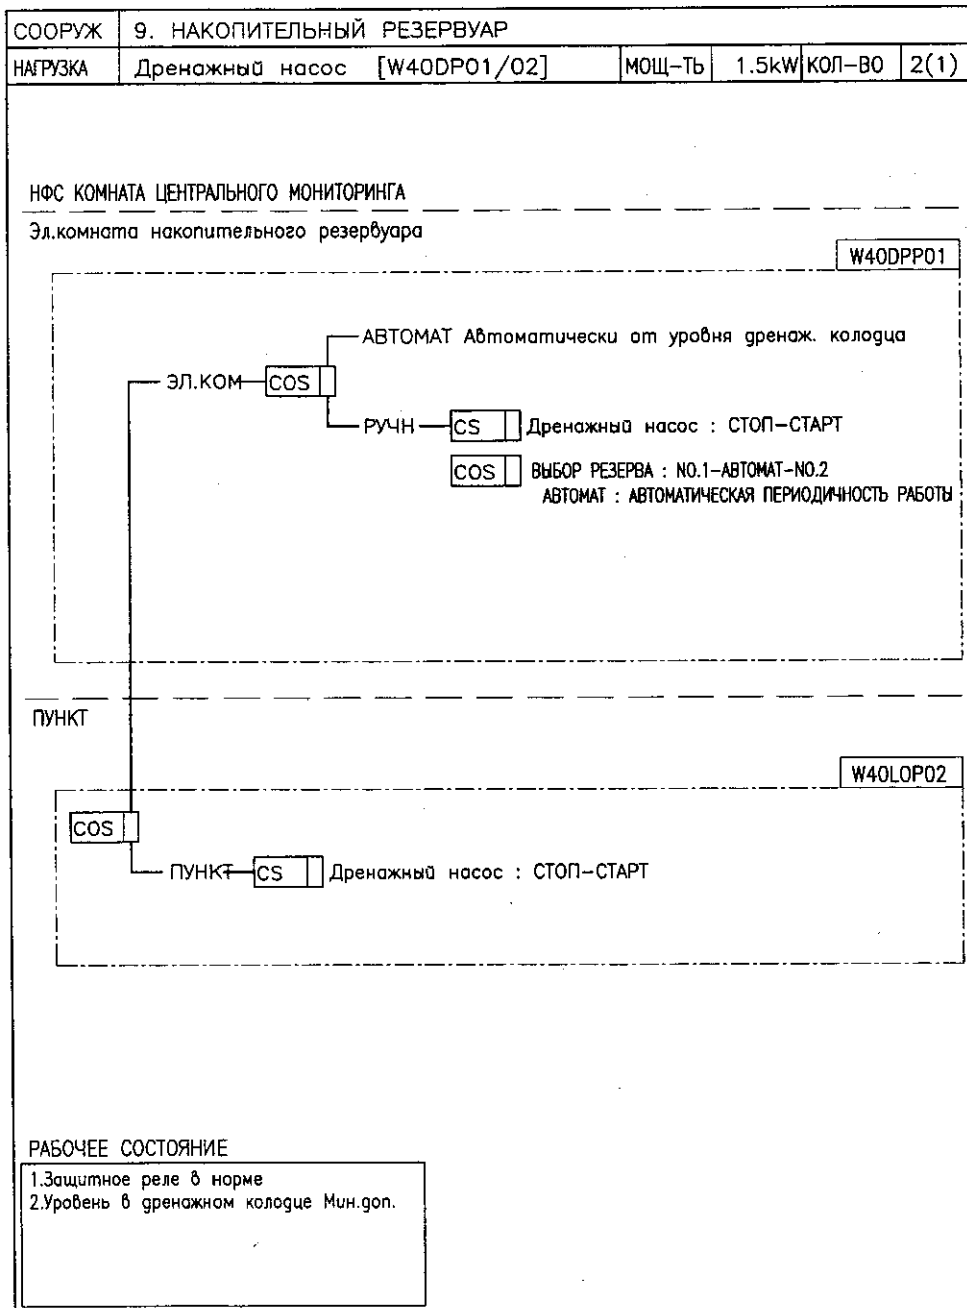 СООРУЖ 9. НАКОПИТЕЛЬНЫЙ РЕЗЕРВУАР
НАГРУЗКА Дренажный насос [W40DP01/02] МОЩ-ТЬ 1.5kW КОЛ-ВО 2(1)
НФС КОМНАТА ЦЕНТРАЛЬНОГО МОНИТОРИНГА
Эл.комната накопительного резервуара
W40DPP01
АВТОМАТ Автоматически от уровня дренаж. колодца
ЭЛ.КОМ COS
РУЧН CS Дренажный насос : СТОП-СТАРТ
COS ВЫБОР РЕЗЕРВА : NO.1-АВТОМАТ-NO.2
АВТОМАТ : АВТОМАТИЧЕСКАЯ ПЕРИОДИЧНОСТЬ РАБОТЫ
ПУНКТ
W40LOP02
COS
ПУНКТ CS Дренажный насос : СТОП-СТАРТ
РАБОЧЕЕ СОСТОЯНИЕ
1.Защитное реле в норме
2.Уровень в дренажном колодце Мин.доп.